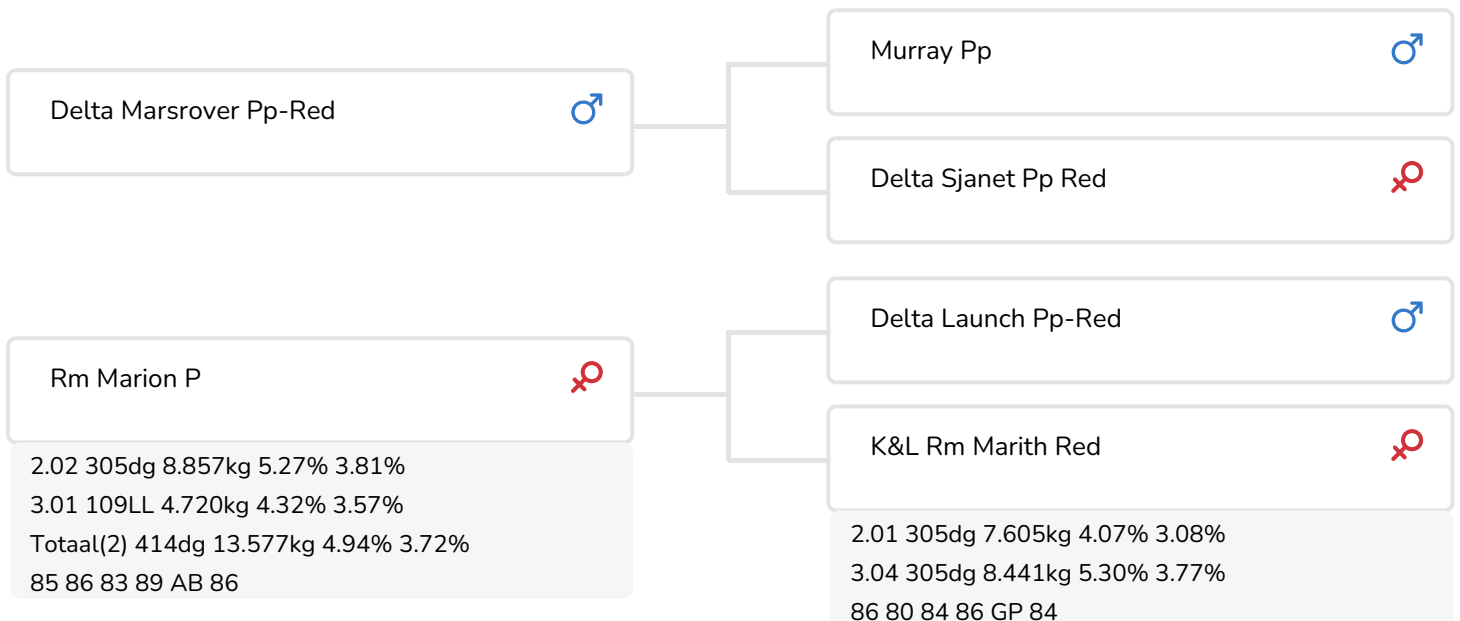 Delta Marsrover Pp-Red
Murray Pp
Delta Sjanet Pp Red
Rm Marion P
2.02 305dg 8.857kg 5.27% 3.81%
3.01 109LL 4.720kg 4.32% 3.57%
Totaal(2) 414dg 13.577kg 4.94% 3.72%
85 86 83 89 AB 86
Delta Launch Pp-Red
K&L Rm Marith Red
2.01 305dg 7.605kg 4.07% 3.08%
3.04 305dg 8.441kg 5.30% 3.77%
86 80 84 86 GP 84